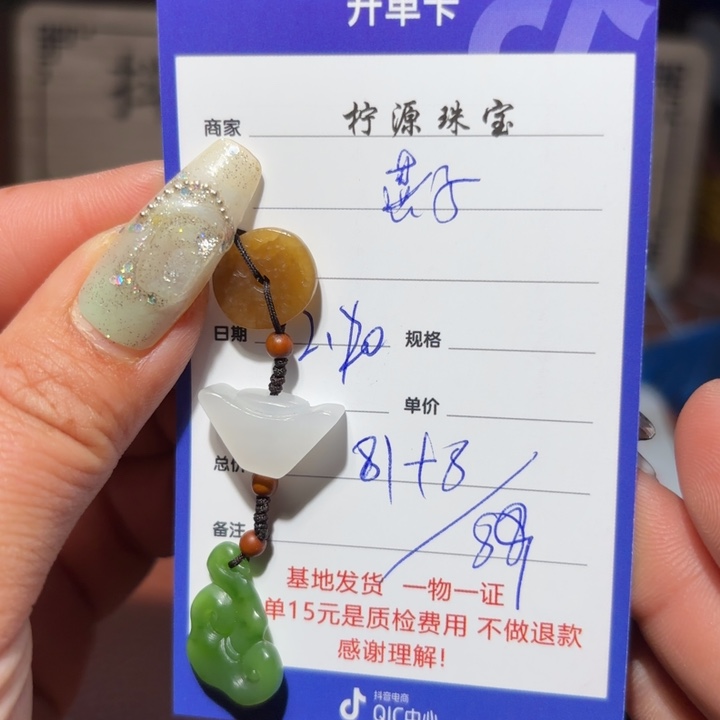 开单卡
商家 柠源珠宝
日期 规格
单价
总价 81+8
备注 89
基地发货 一物一证
单15元是质检费用 不做退款
感谢理解!
抖音电商
QIC中心